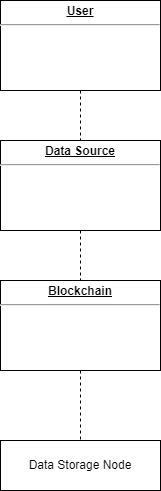 User
Data Source
Blockchain
Data Storage Node